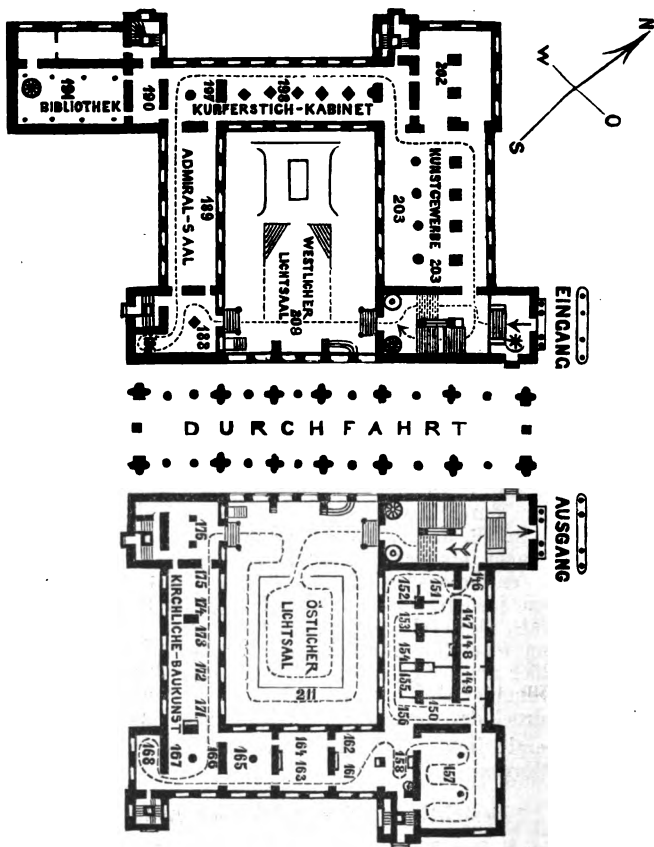 N
W
O
S
202
191
190
BIBLIOTHEK
197
198
KUPFERSTICH-KABINET
ADMIRAL-SAAL
189
KUNSTGEWERBE
203
203
WESTLICHER
LICHTSAAL
209
188
EINGANG
DURCHFAHRT
AUSGANG
176
175
174
173
172
171
KIRCHLICHE-BAUKUNST
ÖSTLICHER
LICHTSAAL
211
146
151
152
147
153
148
154
149
155
150
156
168
167
166
165
164
163
162
161
158
157